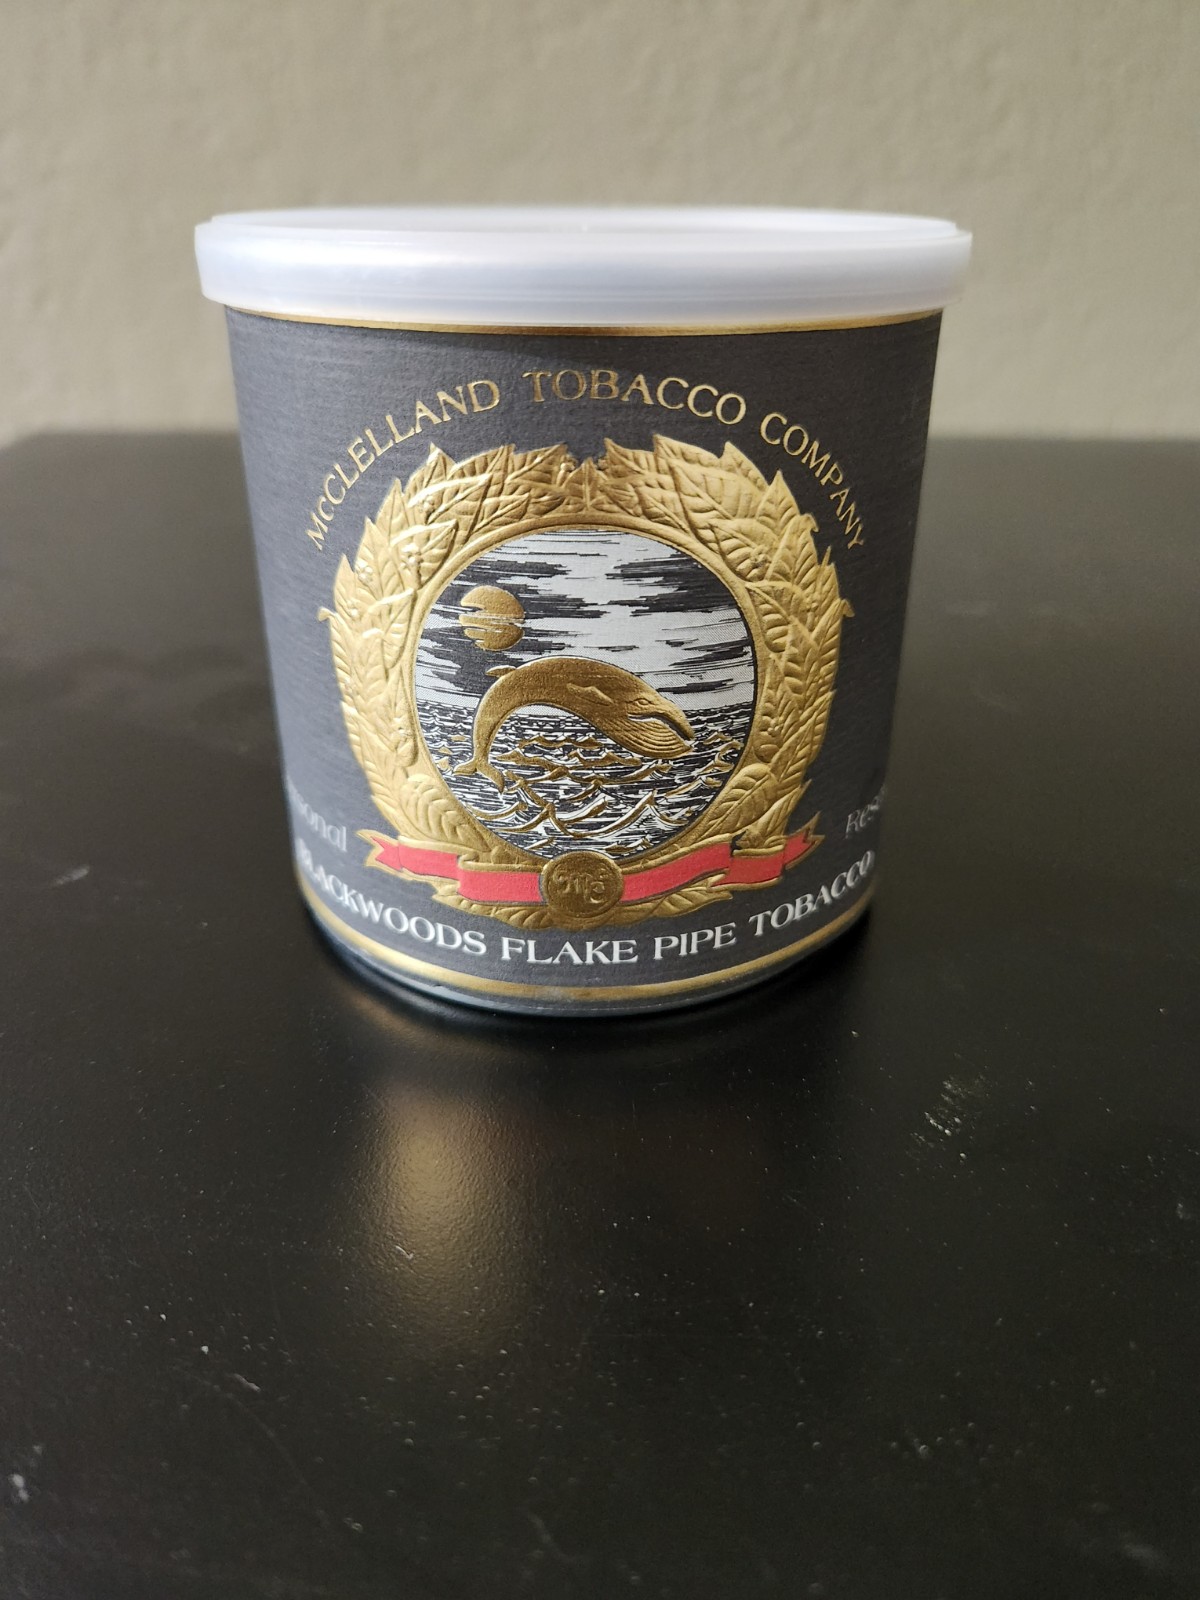 McCLELLAND TOBACCO COMPANY
BLACKWOODS FLAKE PIPE TOBACCO